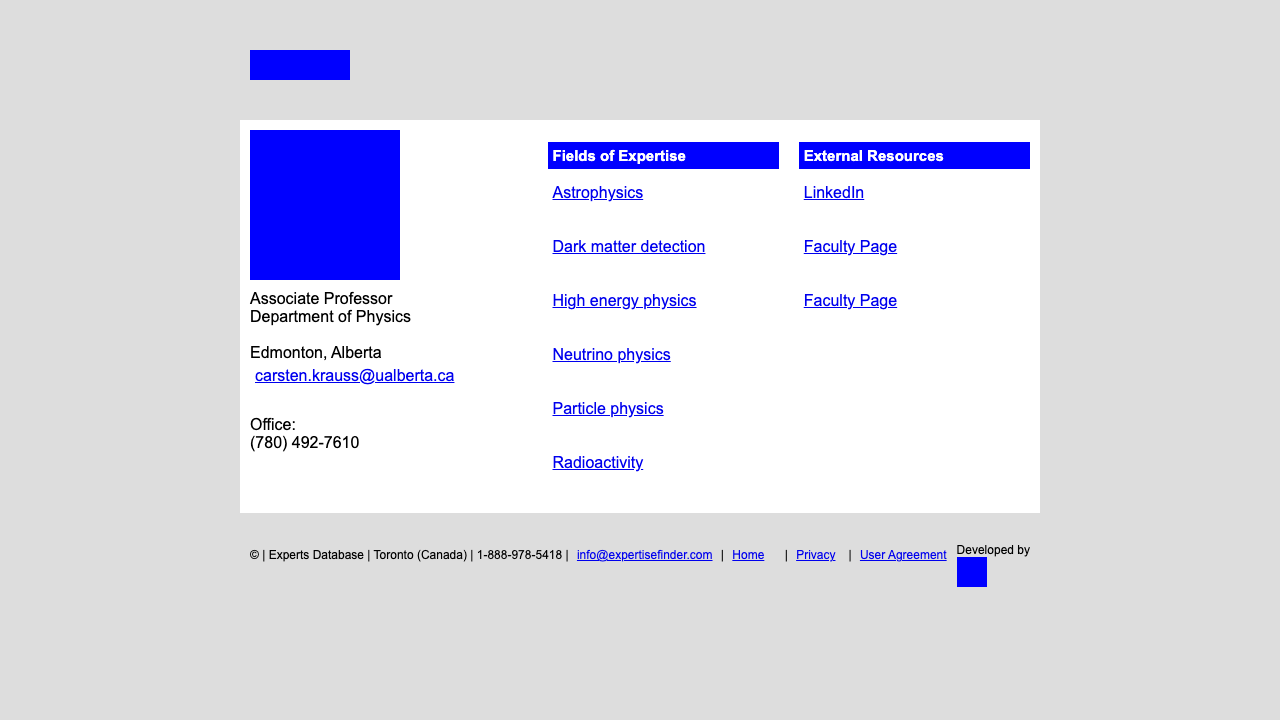 Associate Professor
Department of Physics
Edmonton, Alberta
carsten.krauss@ualberta.ca
Office:
(780) 492-7610
Fields of Expertise
Astrophysics
Dark matter detection
High energy physics
Neutrino physics
Particle physics
Radioactivity
External Resources
LinkedIn
Faculty Page
Faculty Page
© | Experts Database | Toronto (Canada) | 1-888-978-5418 | info@expertisefinder.com | Home | Privacy | User Agreement
Developed by